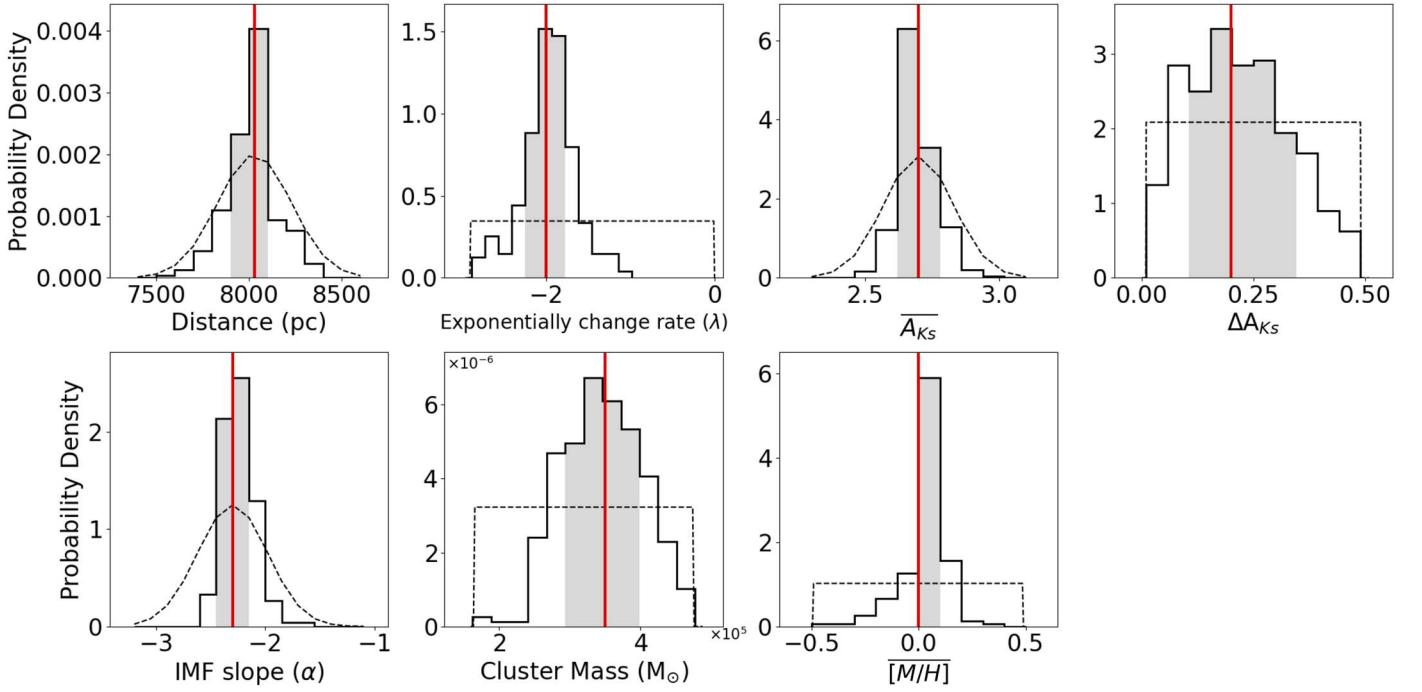 Probability Density
0.004
0.003
0.002
0.001
0.000
7500 8000 8500
Distance (pc)
1.5
1.0
0.5
0.0
−2 0
Exponentially change rate (λ)
6
4
2
0
2.5 3.0
$\overline{A_{Ks}}$
3
2
1
0
0.00 0.25 0.50
ΔA$_{Ks}$
Probability Density
2
1
0
−3 −2 −1
IMF slope (α)
×10⁻⁶
6
4
2
0
2 4
×10⁵
Cluster Mass (M$_⊙$)
6
4
2
0
−0.5 0.0 0.5
$\overline{[M/H]}$